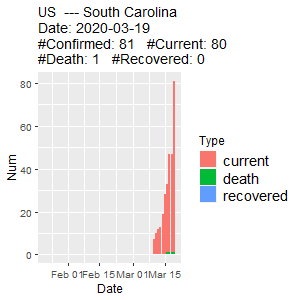 US --- South Carolina
Date: 2020-03-19
#Confirmed: 81 #Current: 80
#Death: 1 #Recovered: 0
80
60
40
20
0
Num
Feb 01
Feb 15
Mar 01
Mar 15
Date
Type
current
death
recovered